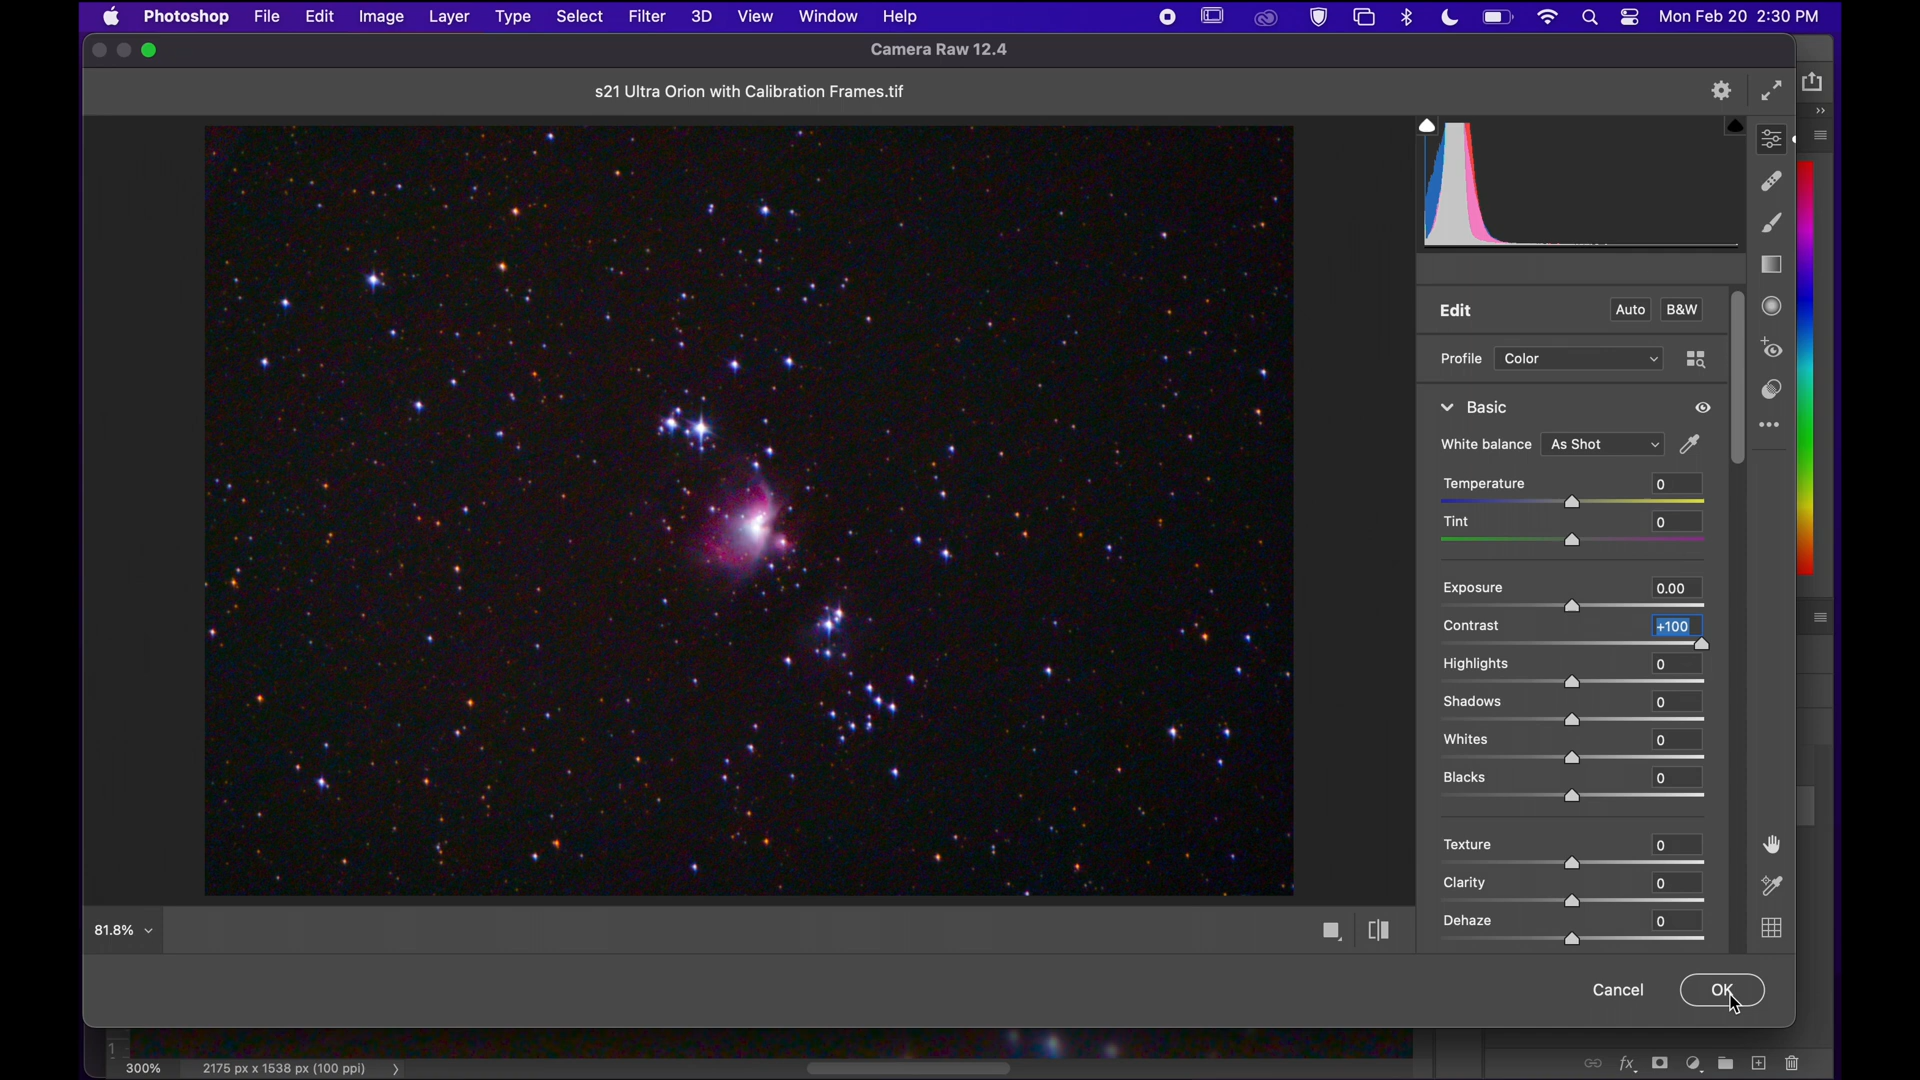 Photoshop File Edit Image Layer Type Select Filter 3D View Window Help Mon Feb 20 2:30 PM
Camera Raw 12.4
s21 Ultra Orion with Calibration Frames.tif
Edit Auto B&W
Profile Color
Basic
White balance As Shot
Temperature 0
Tint 0
Exposure 0.00
Contrast +100
Highlights 0
Shadows 0
Whites 0
Blacks 0
Texture 0
Clarity 0
Dehaze 0
81.8%
Cancel OK
1
300% 2175 px x 1538 px (100 ppi)
fx